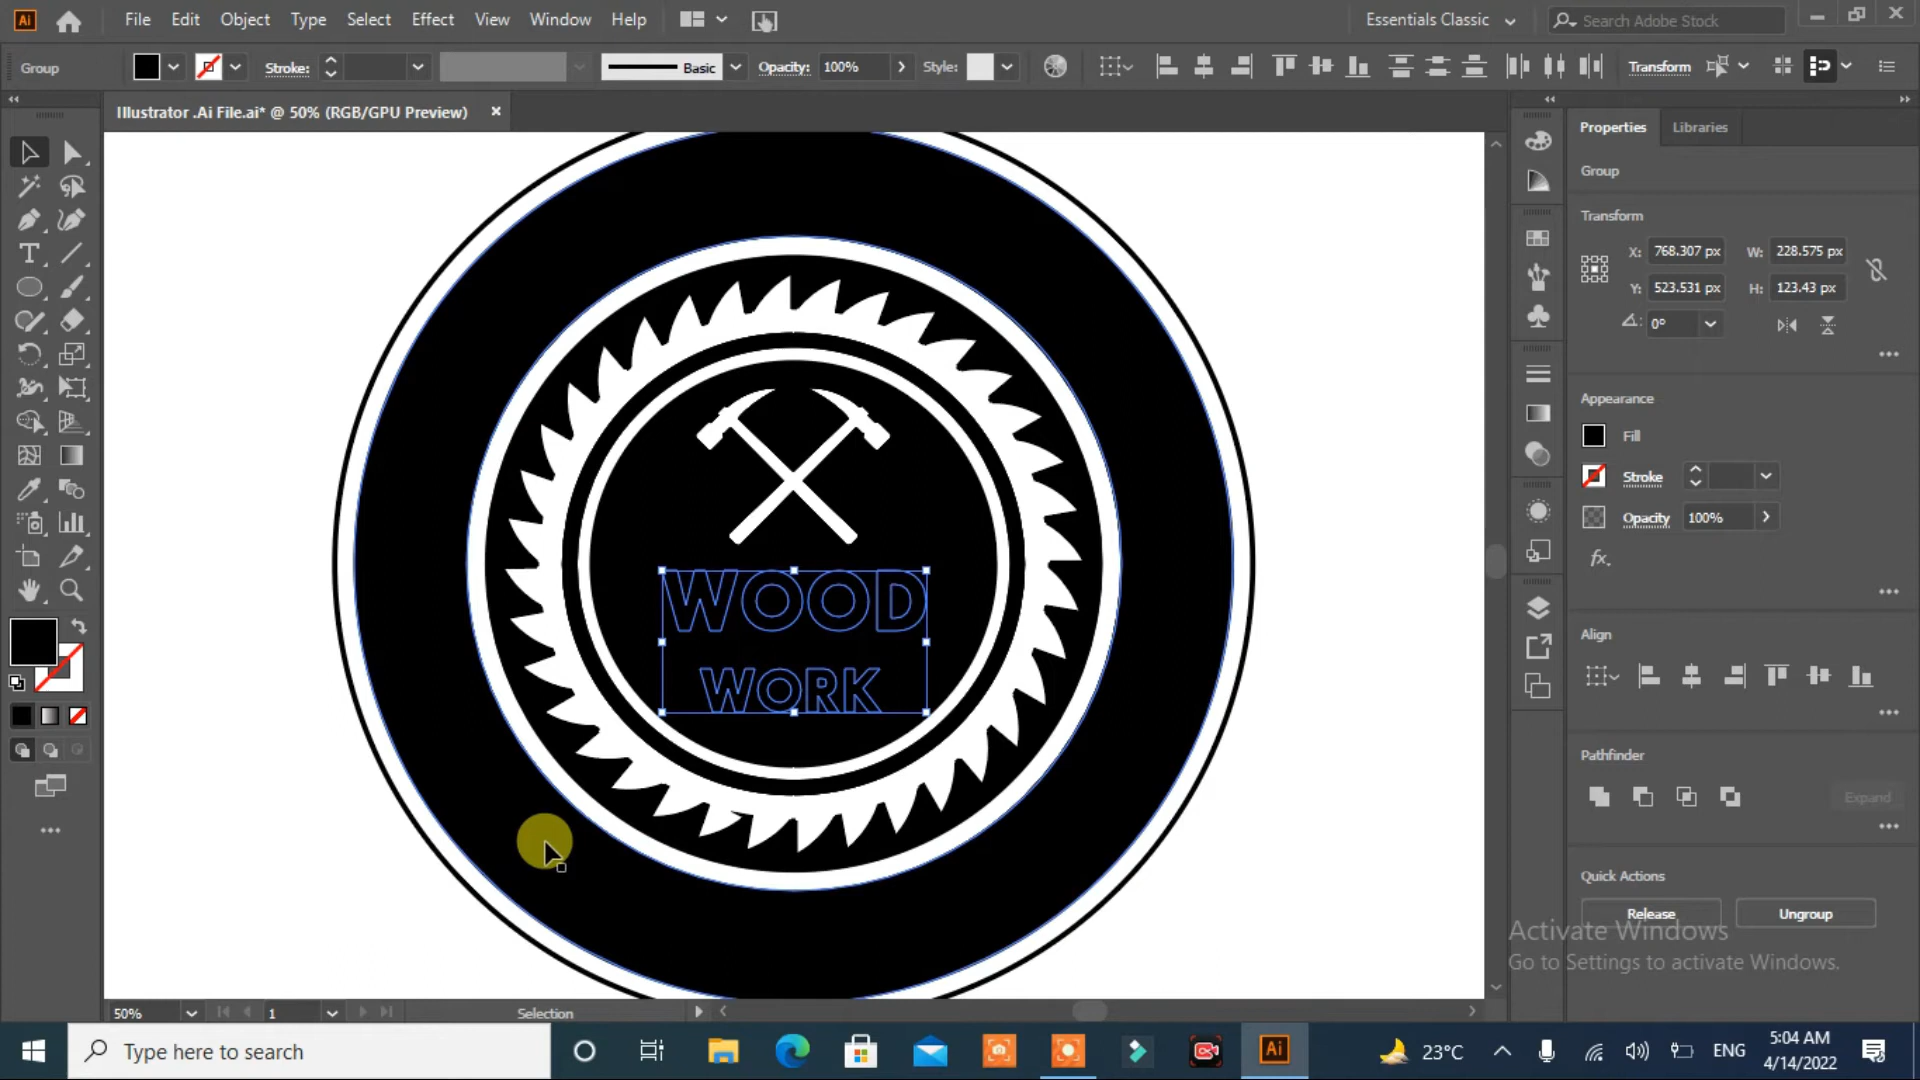 Ai File Edit Object Type Select Effect View Window Help Essentials Classic Search Adobe Stock
Group Stroke: Basic Opacity: 100% Style: Transform
Illustrator .Ai File.ai* @ 50% (RGB/GPU Preview)
WOOD
WORK
Properties Libraries
Group
Transform
X: 768.307 px W: 228.575 px
Y: 523.531 px H: 123.43 px
0°
Appearance
Fill
Stroke
Opacity 100%
fx.
Align
Pathfinder
Expand
Quick Actions
Release Ungroup
Activate Windows
Go to Settings to activate Windows.
50% 1 Selection
Type here to search
Ai
23°C
ENG
5:04 AM
4/14/2022